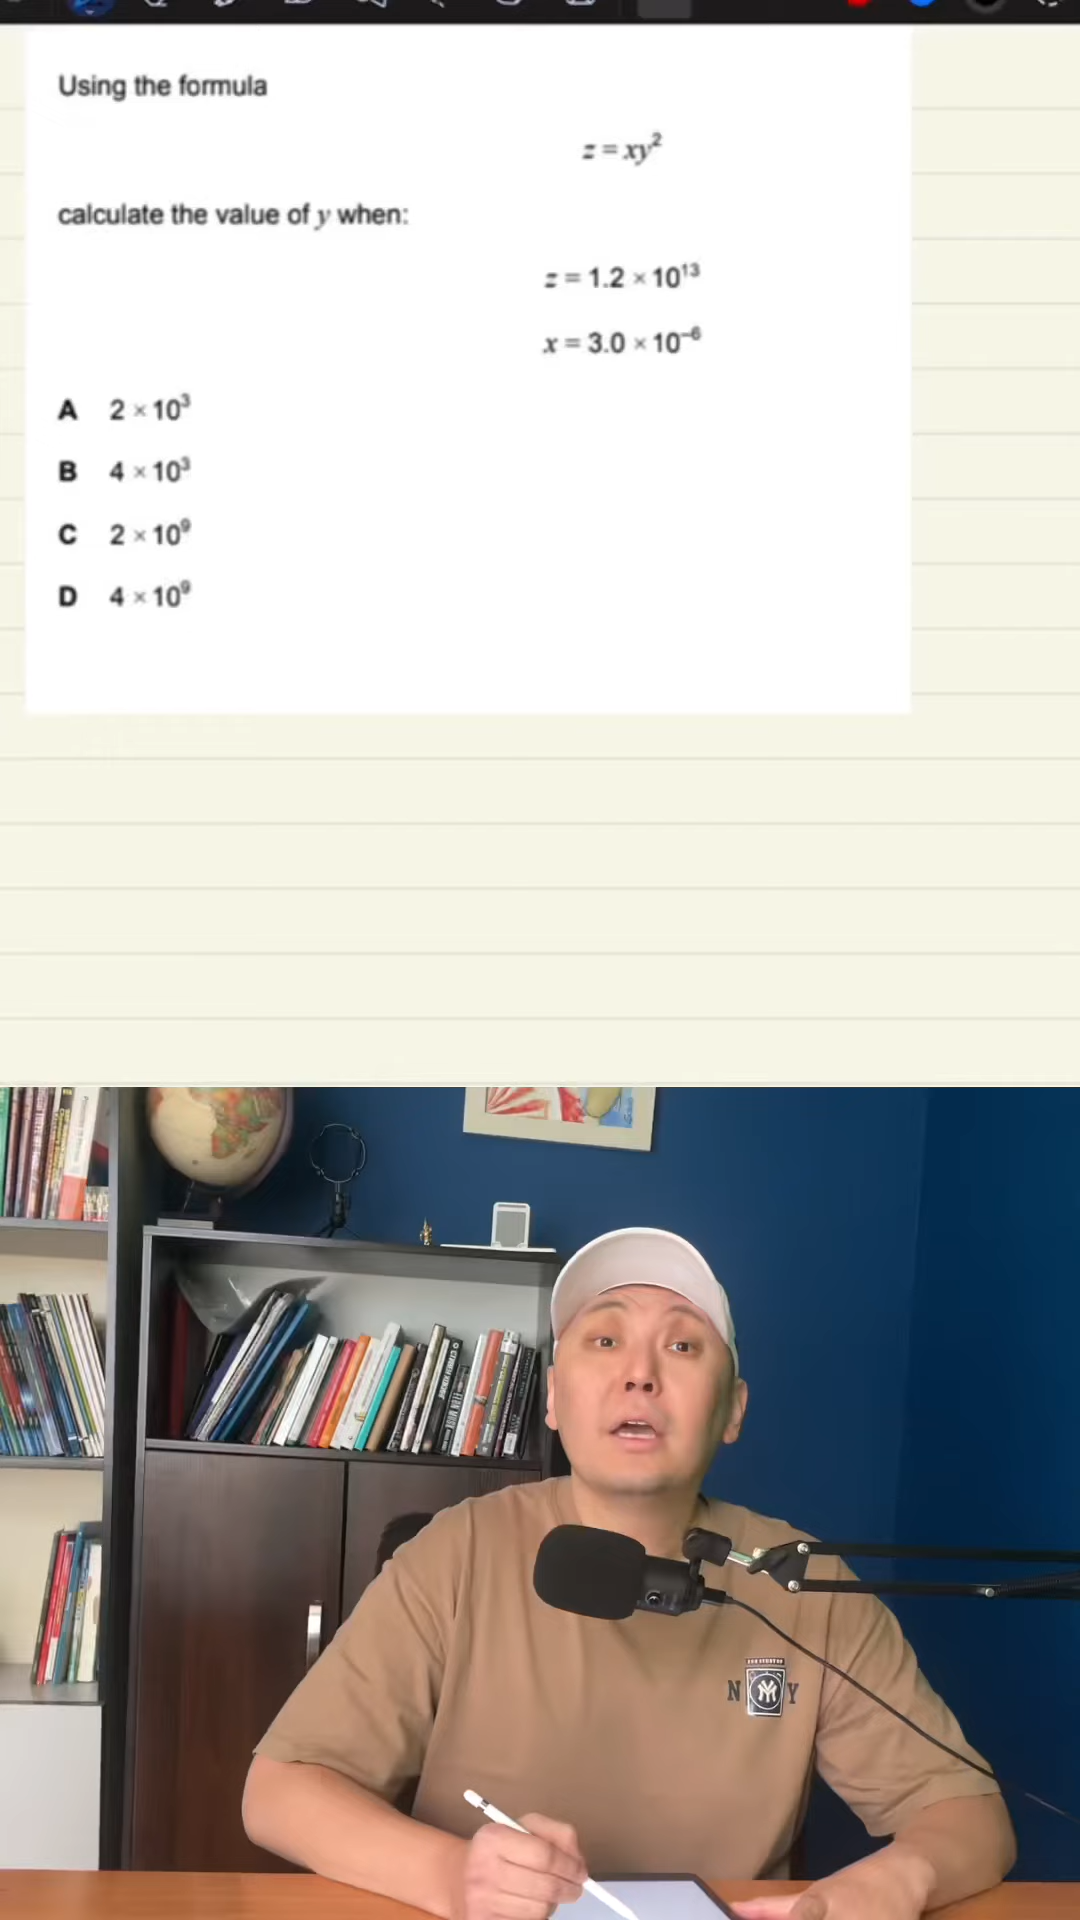 Using the formula
z = xy²
calculate the value of y when:
z = 1.2 × 10¹³
x = 3.0 × 10⁻⁶
A 2 × 10³
B 4 × 10³
C 2 × 10⁹
D 4 × 10⁹
N Y